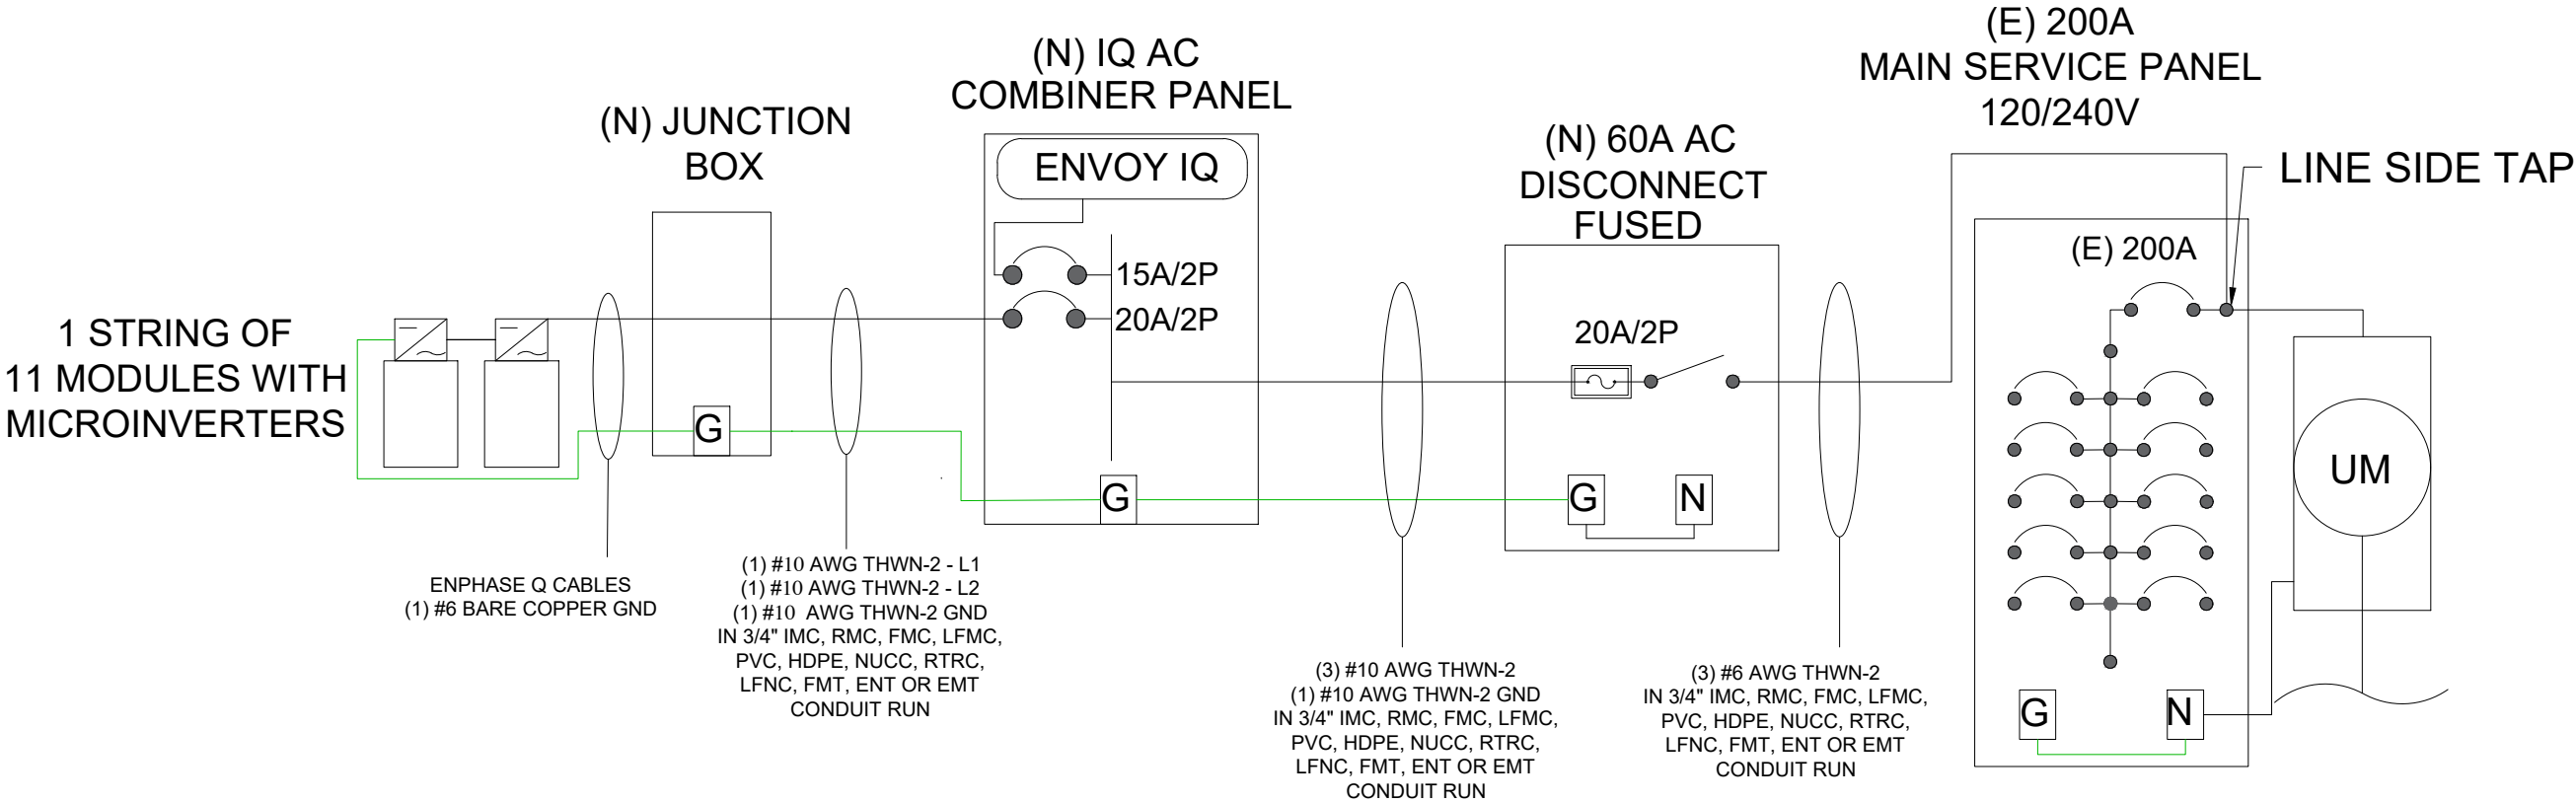 1 STRING OF
11 MODULES WITH
MICROINVERTERS
ENPHASE Q CABLES
(1) #6 BARE COPPER GND
(N) JUNCTION
BOX
G
(1) #10 AWG THWN-2 - L1
(1) #10 AWG THWN-2 - L2
(1) #10 AWG THWN-2 GND
IN 3/4" IMC, RMC, FMC, LFMC,
PVC, HDPE, NUCC, RTRC,
LFNC, FMT, ENT OR EMT
CONDUIT RUN
(N) IQ AC
COMBINER PANEL
ENVOY IQ
15A/2P
20A/2P
G
(3) #10 AWG THWN-2
(1) #10 AWG THWN-2 GND
IN 3/4" IMC, RMC, FMC, LFMC,
PVC, HDPE, NUCC, RTRC,
LFNC, FMT, ENT OR EMT
CONDUIT RUN
(N) 60A AC
DISCONNECT
FUSED
20A/2P
G
N
(3) #6 AWG THWN-2
IN 3/4" IMC, RMC, FMC, LFMC,
PVC, HDPE, NUCC, RTRC,
LFNC, FMT, ENT OR EMT
CONDUIT RUN
(E) 200A
MAIN SERVICE PANEL
120/240V
LINE SIDE TAP
(E) 200A
G
N
UM